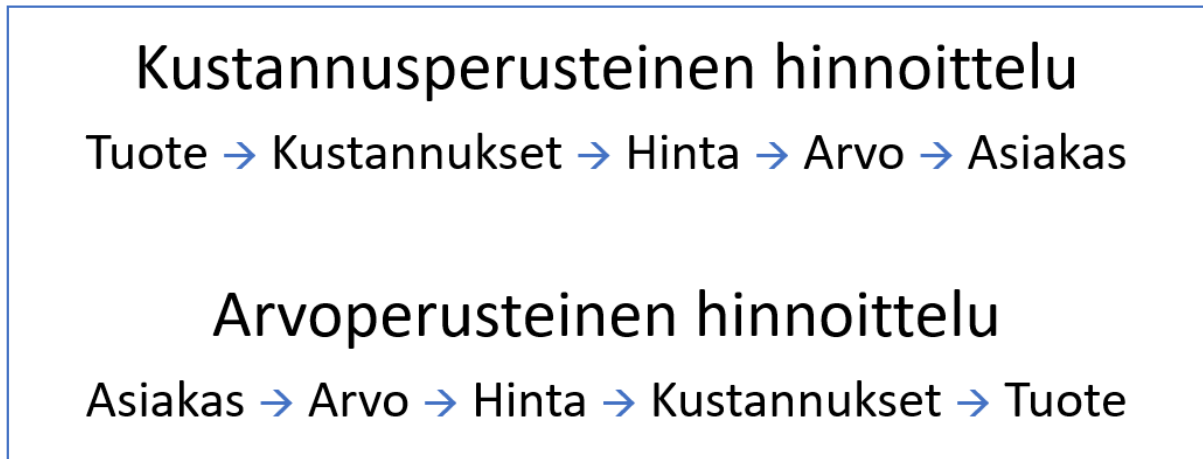 Kustannusperusteinen hinnoittelu
Tuote → Kustannukset → Hinta → Arvo → Asiakas
Arvoperusteinen hinnoittelu
Asiakas → Arvo → Hinta → Kustannukset → Tuote